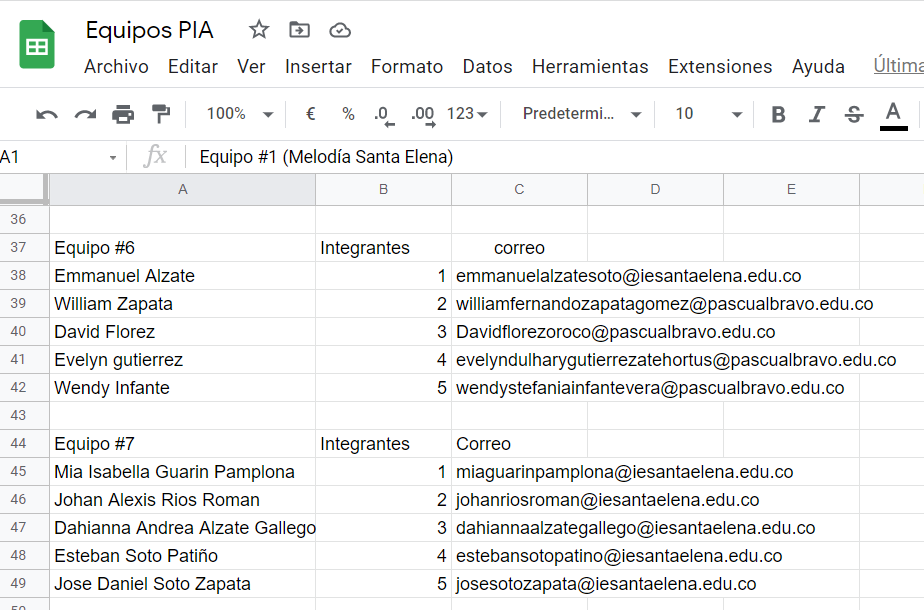 Equipos PIA
Archivo Editar Ver Insertar Formato Datos Herramientas Extensiones Ayuda Última
100% € % .0 .00 123 Predetermi... 10 B I S A
A1 fx Equipo #1 (Melodía Santa Elena)
A B C D E
36
37 Equipo #6 Integrantes correo
38 Emmanuel Alzate 1 emmanuelalzatesoto@iesantaelena.edu.co
39 William Zapata 2 williamfernandozapatagomez@pascualbravo.edu.co
40 David Florez 3 Davidflorezoroco@pascualbravo.edu.co
41 Evelyn gutierrez 4 evelyndulharygutierrezatehortus@pascualbravo.edu.co
42 Wendy Infante 5 wendystefaniainfantevera@pascualbravo.edu.co
43
44 Equipo #7 Integrantes Correo
45 Mia Isabella Guarin Pamplona 1 miaguarinpamplona@iesantaelena.edu.co
46 Johan Alexis Rios Roman 2 johanriosroman@iesantaelena.edu.co
47 Dahianna Andrea Alzate Gallego 3 dahiannaalzategallego@iesantaelena.edu.co
48 Esteban Soto Patiño 4 estebansotopatino@iesantaelena.edu.co
49 Jose Daniel Soto Zapata 5 josesotozapata@iesantaelena.edu.co